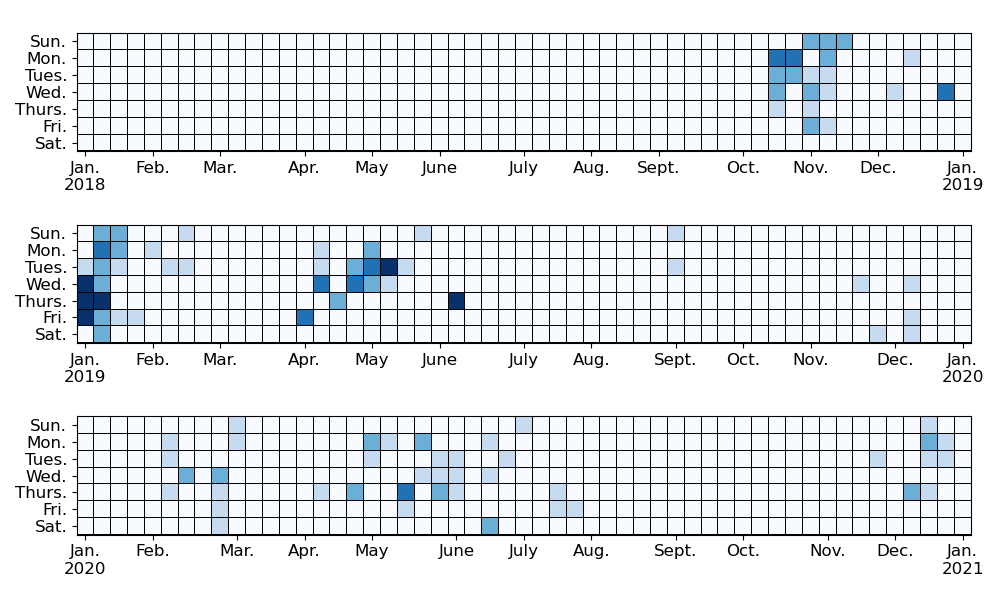 Sun.
Mon.
Tues.
Wed.
Thurs.
Fri.
Sat.
Jan. Feb. Mar. Apr. May June July Aug. Sept. Oct. Nov. Dec. Jan.
2018 2019
Sun.
Mon.
Tues.
Wed.
Thurs.
Fri.
Sat.
Jan. Feb. Mar. Apr. May June July Aug. Sept. Oct. Nov. Dec. Jan.
2019 2020
Sun.
Mon.
Tues.
Wed.
Thurs.
Fri.
Sat.
Jan. Feb. Mar. Apr. May June July Aug. Sept. Oct. Nov. Dec. Jan.
2020 2021